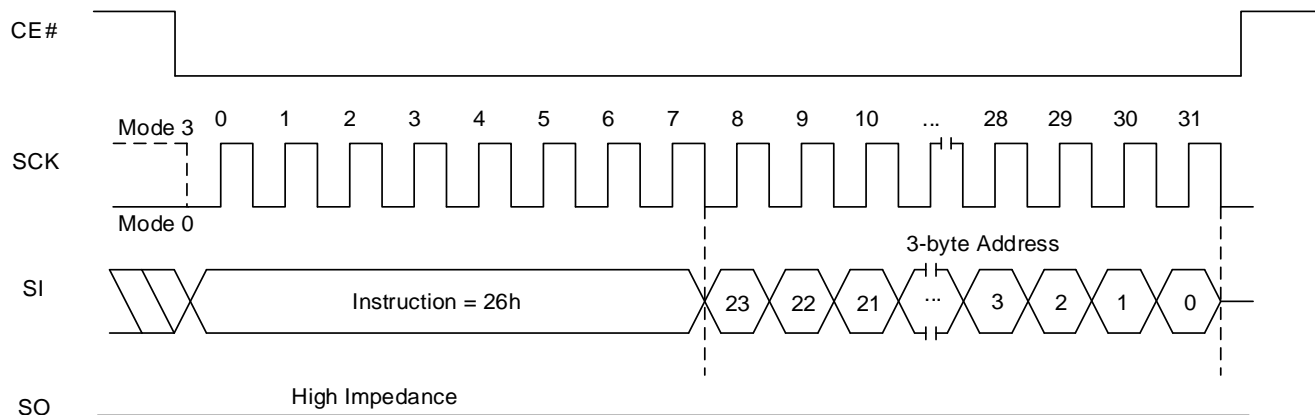 CE#
0 1 2 3 4 5 6 7 8 9 10 ... 28 29 30 31
Mode 3
SCK
Mode 0
3-byte Address
SI
Instruction = 26h 23 22 21 ... 3 2 1 0
High Impedance
SO